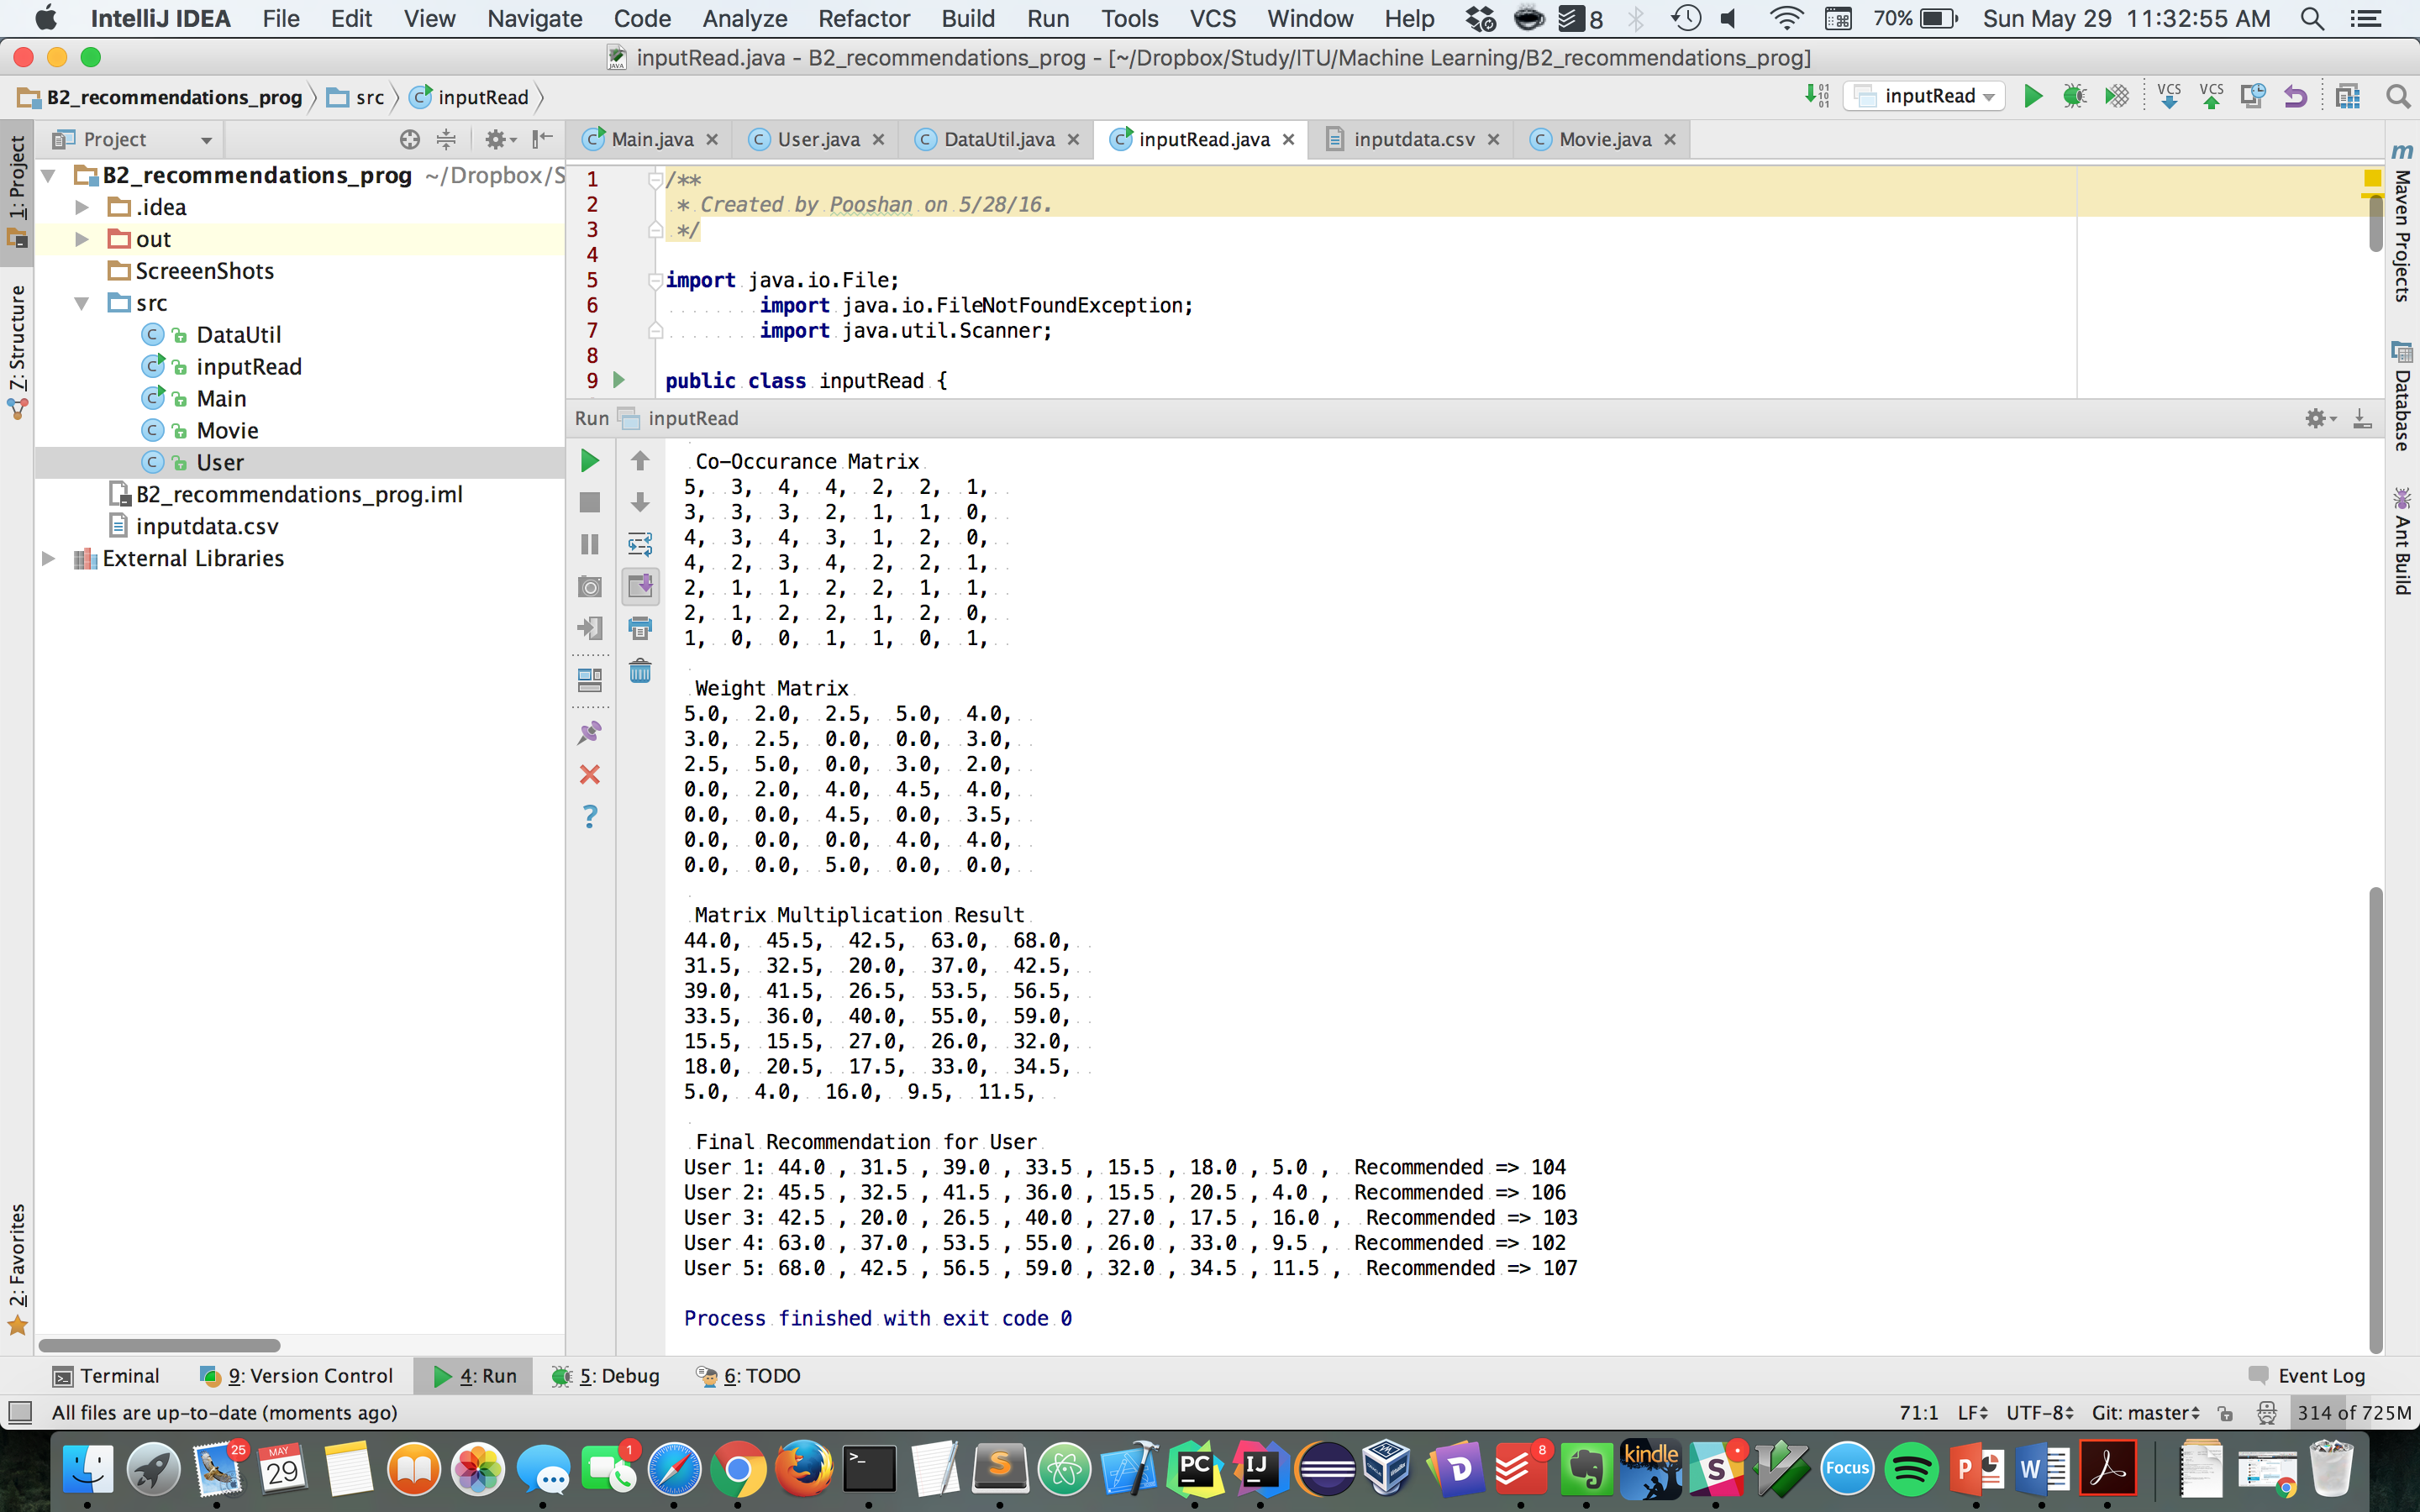 IntelliJ IDEA File Edit View Navigate Code Analyze Refactor Build Run Tools VCS Window Help 8 70% Sun May 29 11:32:55 AM
inputRead.java - B2_recommendations_prog - [~/Dropbox/Study/ITU/Machine Learning/B2_recommendations_prog]
B2_recommendations_prog src inputRead inputRead VCS VCS
Project Main.java User.java DataUtil.java inputRead.java inputdata.csv Movie.java
1: Project
7: Structure
2: Favorites
B2_recommendations_prog ~/Dropbox/S
.idea
out
ScreeenShots
src
DataUtil
inputRead
Main
Movie
User
B2_recommendations_prog.iml
inputdata.csv
External Libraries
1 /**
2 * Created by Pooshan on 5/28/16.
3 */
4
5 import java.io.File;
6 import java.io.FileNotFoundException;
7 import java.util.Scanner;
8
9 public class inputRead {
Maven Projects
Database
Ant Build
Run inputRead
Co-Occurance Matrix
5, 3, 4, 4, 2, 2, 1,
3, 3, 3, 2, 1, 1, 0,
4, 3, 4, 3, 1, 2, 0,
4, 2, 3, 4, 2, 2, 1,
2, 1, 1, 2, 2, 1, 1,
2, 1, 2, 2, 1, 2, 0,
1, 0, 0, 1, 1, 0, 1,
Weight Matrix
5.0, 2.0, 2.5, 5.0, 4.0,
3.0, 2.5, 0.0, 0.0, 3.0,
2.5, 5.0, 0.0, 3.0, 2.0,
0.0, 2.0, 4.0, 4.5, 4.0,
0.0, 0.0, 4.5, 0.0, 3.5,
0.0, 0.0, 0.0, 4.0, 4.0,
0.0, 0.0, 5.0, 0.0, 0.0,
Matrix Multiplication Result
44.0, 45.5, 42.5, 63.0, 68.0,
31.5, 32.5, 20.0, 37.0, 42.5,
39.0, 41.5, 26.5, 53.5, 56.5,
33.5, 36.0, 40.0, 55.0, 59.0,
15.5, 15.5, 27.0, 26.0, 32.0,
18.0, 20.5, 17.5, 33.0, 34.5,
5.0, 4.0, 16.0, 9.5, 11.5,
Final Recommendation for User
User 1: 44.0 , 31.5 , 39.0 , 33.5 , 15.5 , 18.0 , 5.0 , Recommended => 104
User 2: 45.5 , 32.5 , 41.5 , 36.0 , 15.5 , 20.5 , 4.0 , Recommended => 106
User 3: 42.5 , 20.0 , 26.5 , 40.0 , 27.0 , 17.5 , 16.0 , Recommended => 103
User 4: 63.0 , 37.0 , 53.5 , 55.0 , 26.0 , 33.0 , 9.5 , Recommended => 102
User 5: 68.0 , 42.5 , 56.5 , 59.0 , 32.0 , 34.5 , 11.5 , Recommended => 107
Process finished with exit code 0
Terminal 9: Version Control 4: Run 5: Debug 6: TODO Event Log
All files are up-to-date (moments ago) 71:1 LF UTF-8 Git: master 314 of 725M
25 MAY 29 1 >_ S PC IJ D 8 kindle S Focus P W